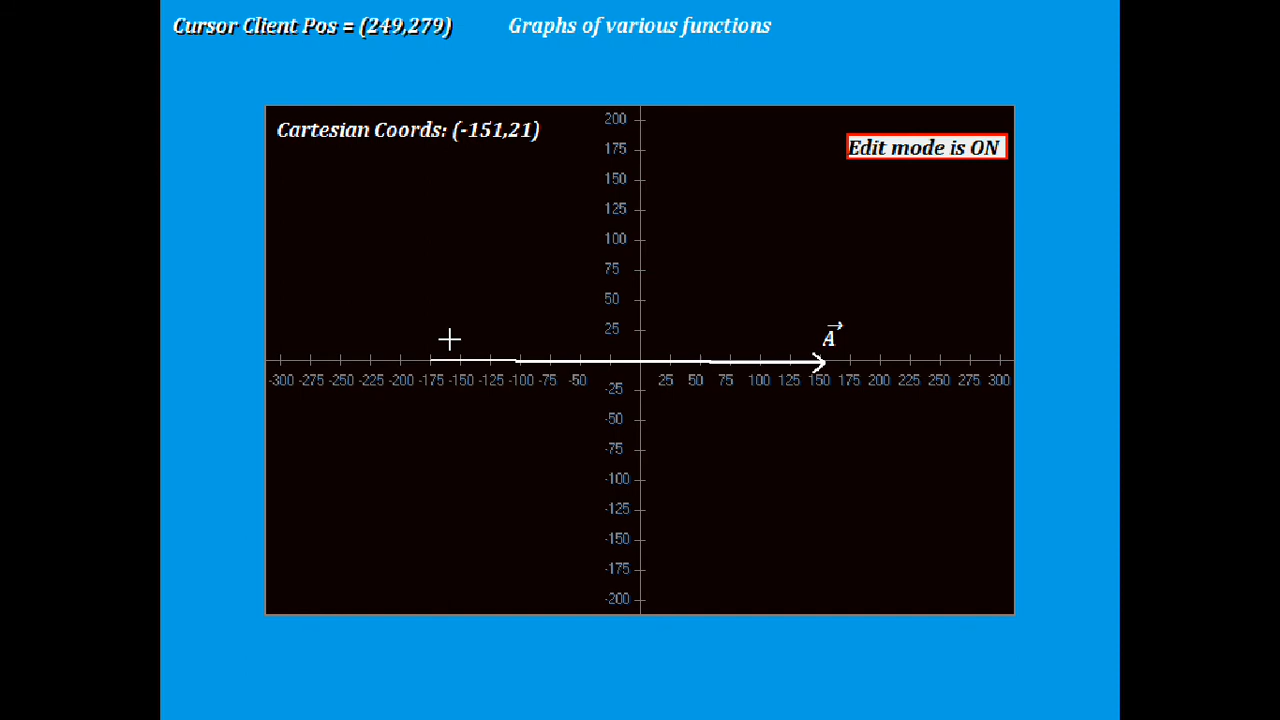 Cursor Client Pos = (249,279)
Graphs of various functions
Cartesian Coords: (-151,21)
Edit mode is ON
200
175
150
125
100
75
50
25
A
-300 -275 -250 -225 -200 -175 -150 -125 -100 -75 -50 25 50 75 100 125 150 175 200 225 250 275 300
-25
-50
-75
-100
-125
-150
-175
-200